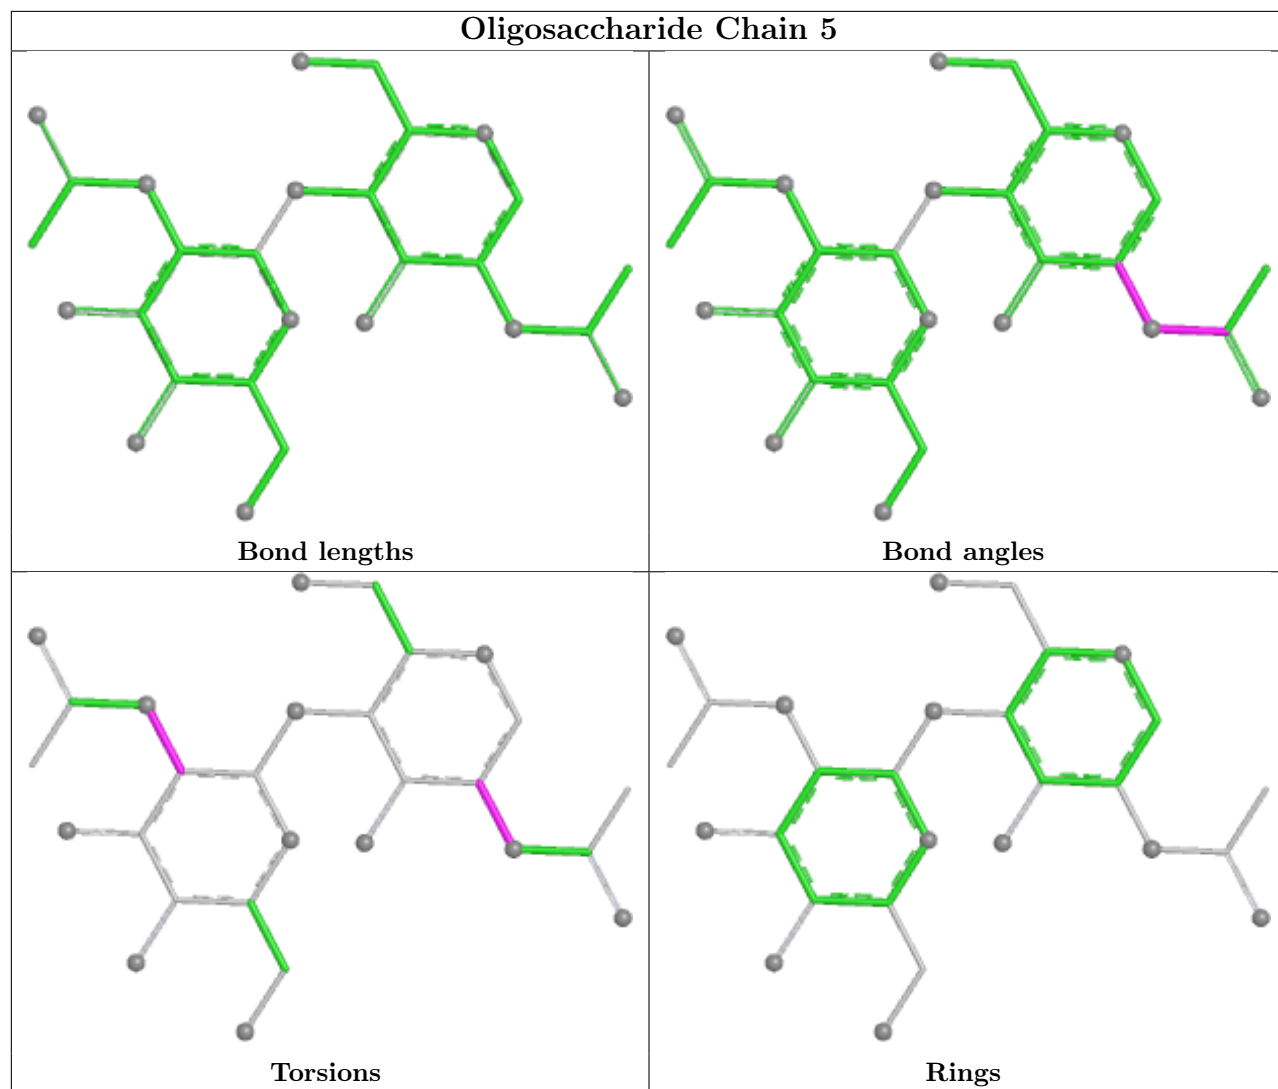 Oligosaccharide Chain 5
Bond lengths
Bond angles
Torsions
Rings